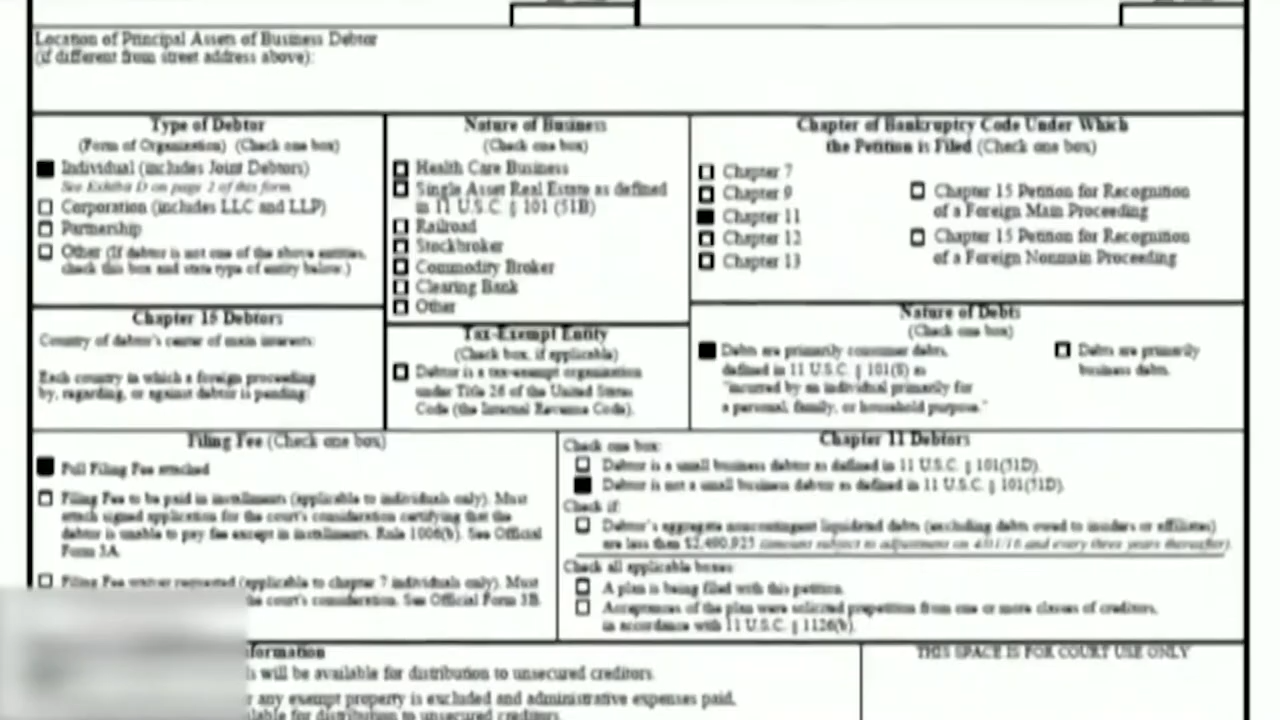 Location of Principal Assets of Business Debtor
(if different from street address above):
Type of Debtor
(Form of Organization) (Check one box)
Individual (includes Joint Debtors)
See Exhibit D on page 2 of this form.
Corporation (includes LLC and LLP)
Partnership
Other (If debtor is not one of the above entities,
check this box and state type of entity below.)
Chapter 15 Debtors
Country of debtor's center of main interests:
Each country in which a foreign proceeding
by, regarding, or against debtor is pending:
Nature of Business
(Check one box)
Health Care Business
Single Asset Real Estate as defined
in 11 U.S.C. § 101 (51B)
Railroad
Stockbroker
Commodity Broker
Clearing Bank
Other
Tax-Exempt Entity
(Check box, if applicable)
Debtor is a tax-exempt organization
under Title 26 of the United States
Code (the Internal Revenue Code).
Chapter of Bankruptcy Code Under Which
the Petition is Filed (Check one box)
Chapter 7
Chapter 9
Chapter 11
Chapter 12
Chapter 13
Chapter 15 Petition for Recognition
of a Foreign Main Proceeding
Chapter 15 Petition for Recognition
of a Foreign Nonmain Proceeding
Nature of Debts
(Check one box)
Debts are primarily consumer debts,
defined in 11 U.S.C. § 101(8) as
"incurred by an individual primarily for
a personal, family, or household purpose."
Debts are primarily
business debts.
Filing Fee (Check one box)
Full Filing Fee attached
Filing Fee to be paid in installments (applicable to individuals only). Must
attach signed application for the court's consideration certifying that the
debtor is unable to pay fee except in installments. Rule 1006(b). See Official
Form 3A.
Filing Fee waiver requested (applicable to chapter 7 individuals only). Must
the court's consideration. See Official Form 3B.
Chapter 11 Debtors
Check one box:
Debtor is a small business debtor as defined in 11 U.S.C. § 101(51D).
Debtor is not a small business debtor as defined in 11 U.S.C. § 101(51D).
Check if:
Debtor's aggregate noncontingent liquidated debts (excluding debts owed to insiders or affiliates)
are less than $2,490,925 (amount subject to adjustment on 4/01/16 and every three years thereafter).
Check all applicable boxes:
A plan is being filed with this petition.
Acceptances of the plan were solicited prepetition from one or more classes of creditors,
in accordance with 11 U.S.C. § 1126(b).
formation
will be available for distribution to unsecured creditors.
any exempt property is excluded and administrative expenses paid,
lable for distribution to unsecured creditors.
THIS SPACE IS FOR COURT USE ONLY